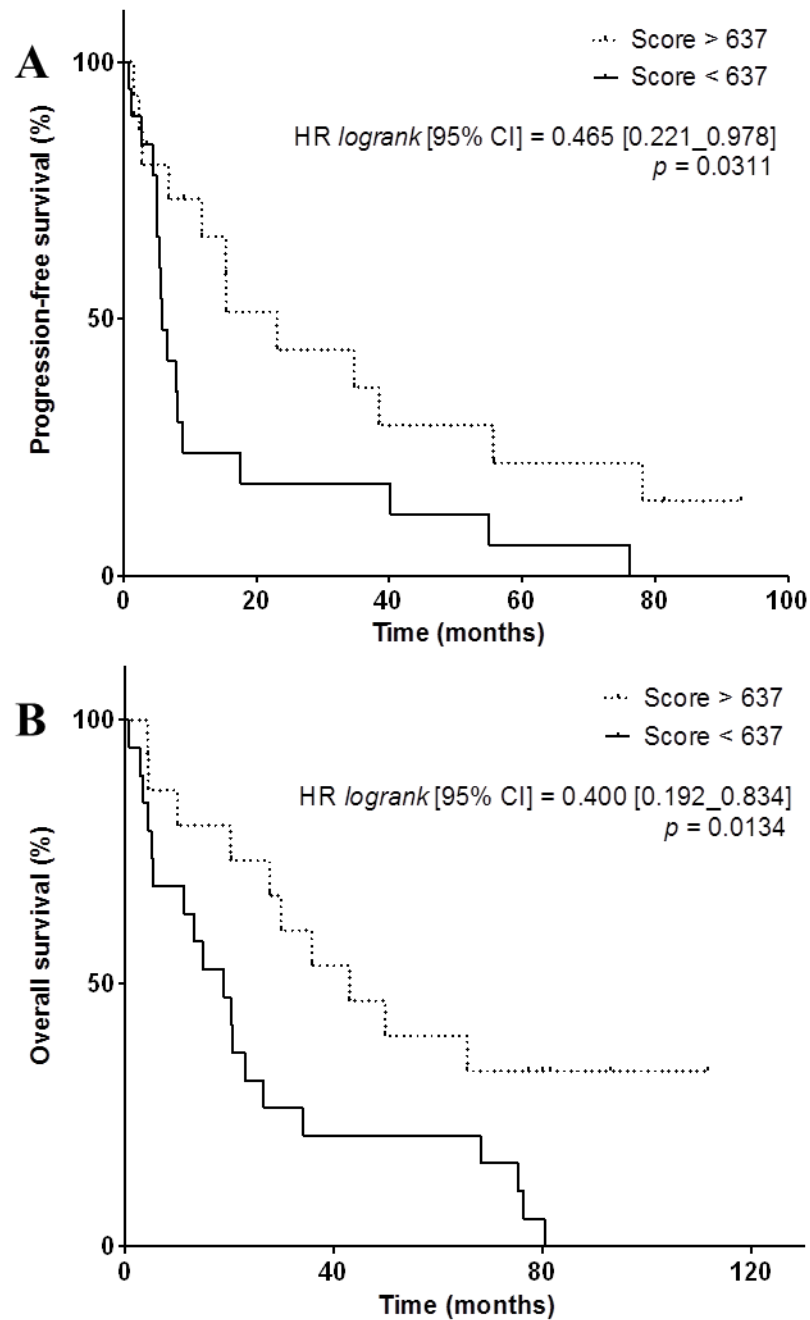 A
Score > 637
Score < 637
HR logrank [95% CI] = 0.465 [0.221_0.978]
p = 0.0311
Progression-free survival (%)
100
50
0
0 20 40 60 80 100
Time (months)
B
Score > 637
Score < 637
HR logrank [95% CI] = 0.400 [0.192_0.834]
p = 0.0134
Overall survival (%)
100
50
0
0 40 80 120
Time (months)